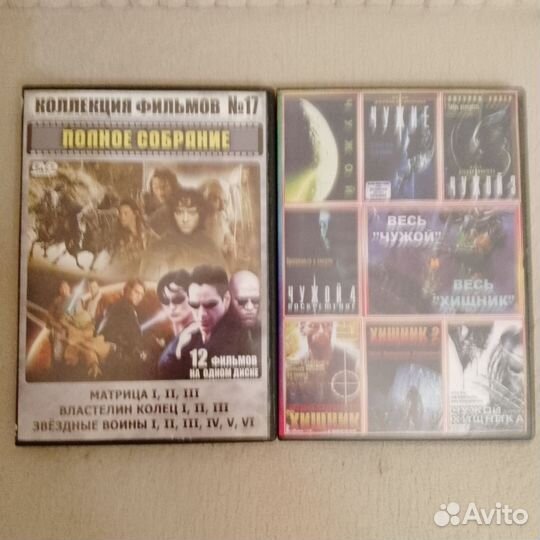 КОЛЛЕКЦИЯ ФИЛЬМОВ №17
ПОЛНОЕ СОБРАНИЕ
DVD
12 ФИЛЬМОВ
НА ОДНОМ ДИСКЕ
МАТРИЦА I, II, III
ВЛАСТЕЛИН КОЛЕЦ I, II, III
ЗВЁЗДНЫЕ ВОИНЫ I, II, III, IV, V, VI
ЧУЖОЙ
ЧУЖИЕ
ЧУЖОЙ 3
ЧУЖОЙ 4
ВОСКРЕШЕНИЕ
ВЕСЬ
"ЧУЖОЙ"
ВЕСЬ
"ХИЩНИК"
ХИЩНИК
ХИЩНИК 2
ЧУЖОЙ
ХИЩНИКА
Avito